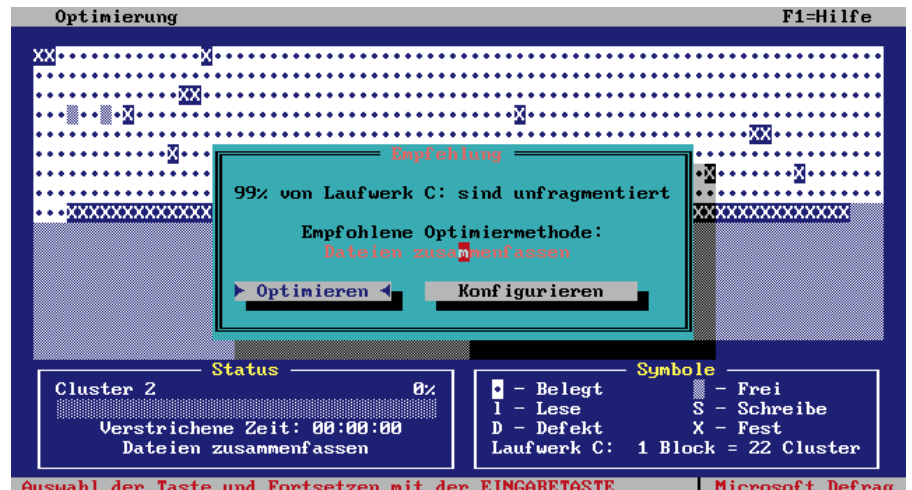 Optimierung F1=Hilfe
Empfehlung
99% von Laufwerk C: sind unfragmentiert
Empfohlene Optimiermethode:
Dateien zusammenfassen
Optimieren Konfigurieren
Status
Cluster 2 0%
Verstrichene Zeit: 00:00:00
Dateien zusammenfassen
Symbole
• - Belegt ▒ - Frei
l - Lese S - Schreibe
D - Defekt X - Fest
Laufwerk C: 1 Block = 22 Cluster
Auswahl der Taste und Fortsetzen mit der EINGABETASTE Microsoft Defrag